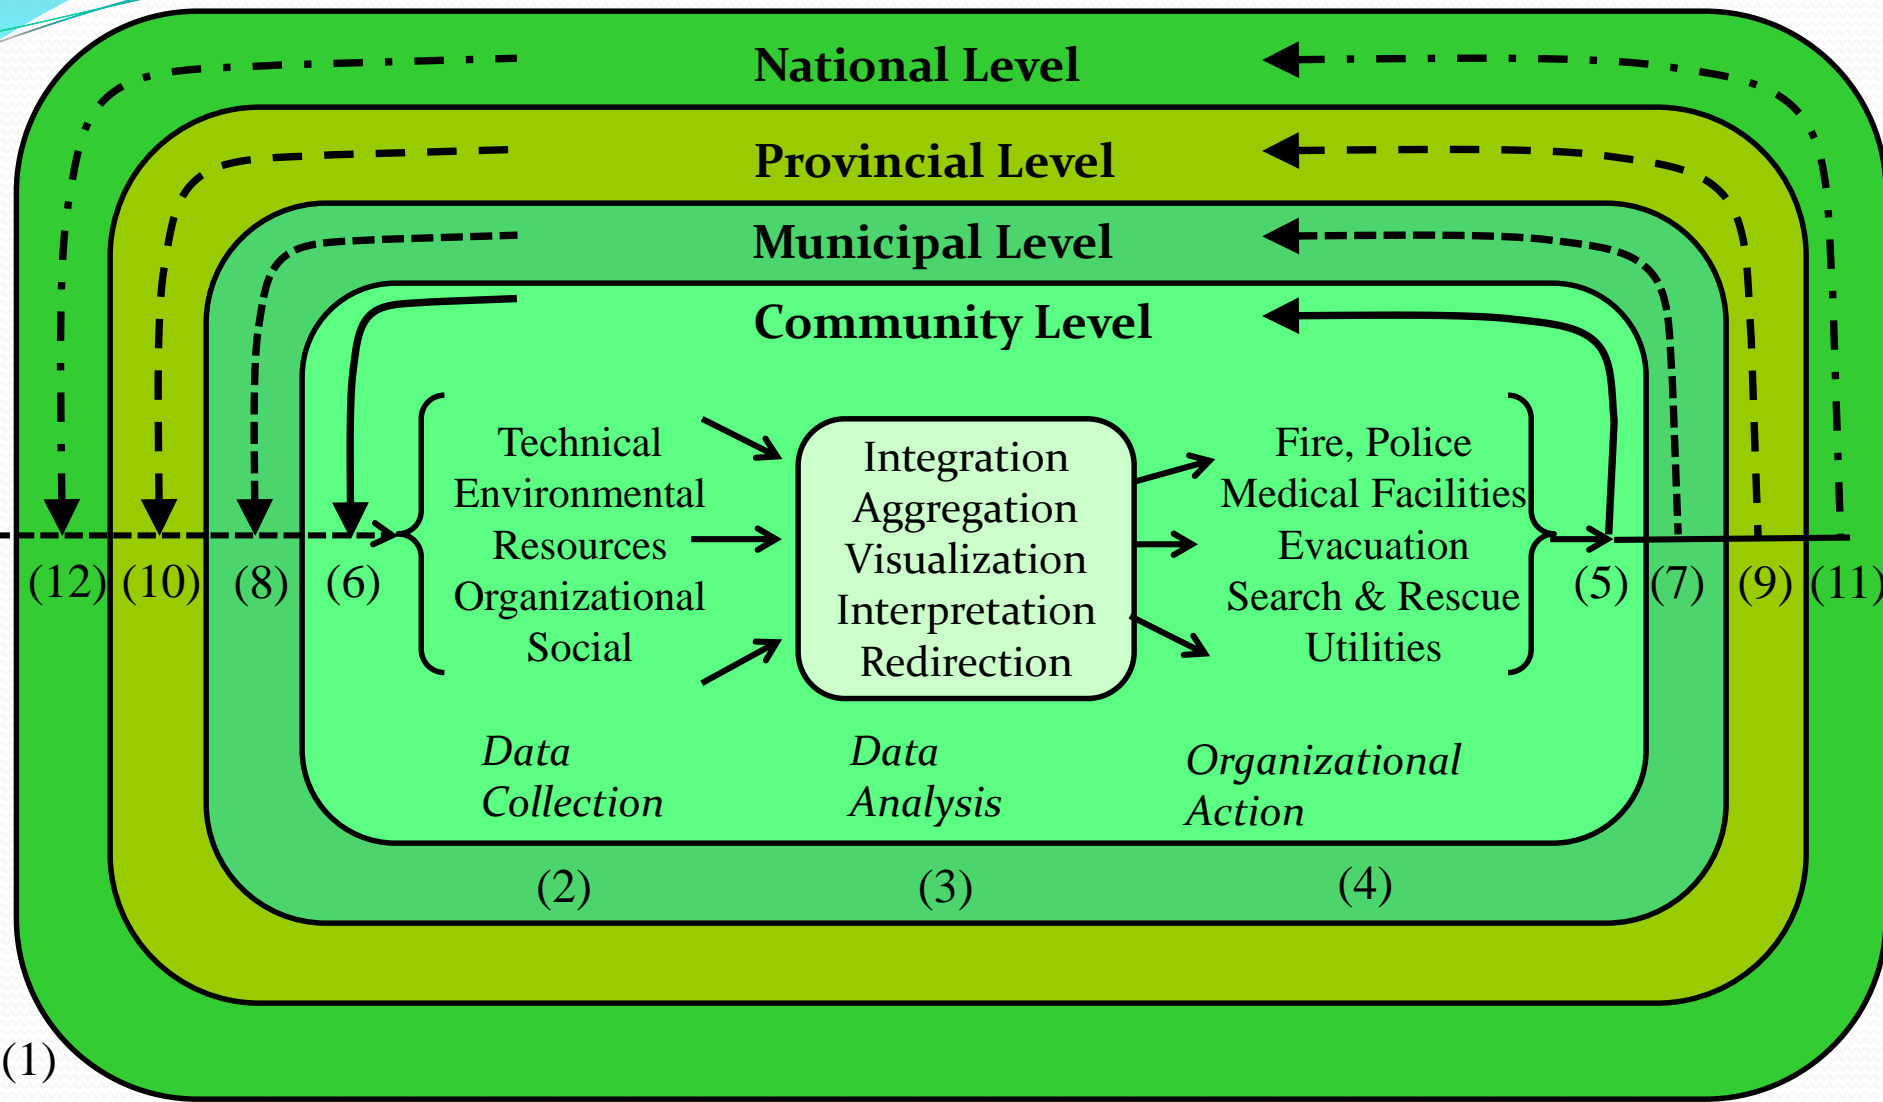 National Level
Provincial Level
Municipal Level
Community Level
Technical
Environmental
Resources
Organizational
Social
Integration
Aggregation
Visualization
Interpretation
Redirection
Fire, Police
Medical Facilities
Evacuation
Search & Rescue
Utilities
(12) (10) (8) (6)
(5) (7) (9) (11)
Data
Collection
Data
Analysis
Organizational
Action
(2) (3) (4)
(1)